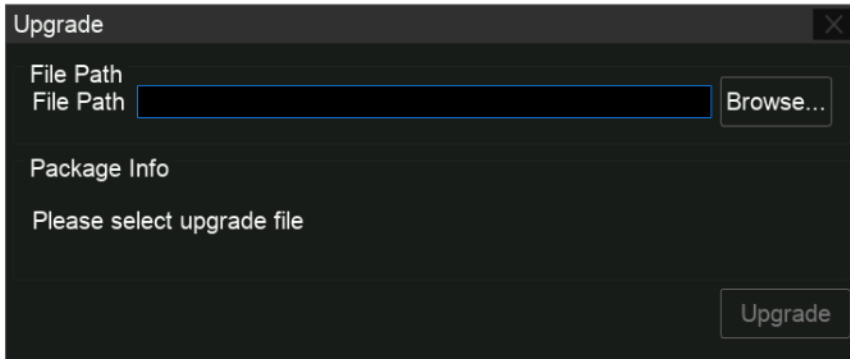 Upgrade
File Path
File Path Browse...
Package Info
Please select upgrade file
Upgrade